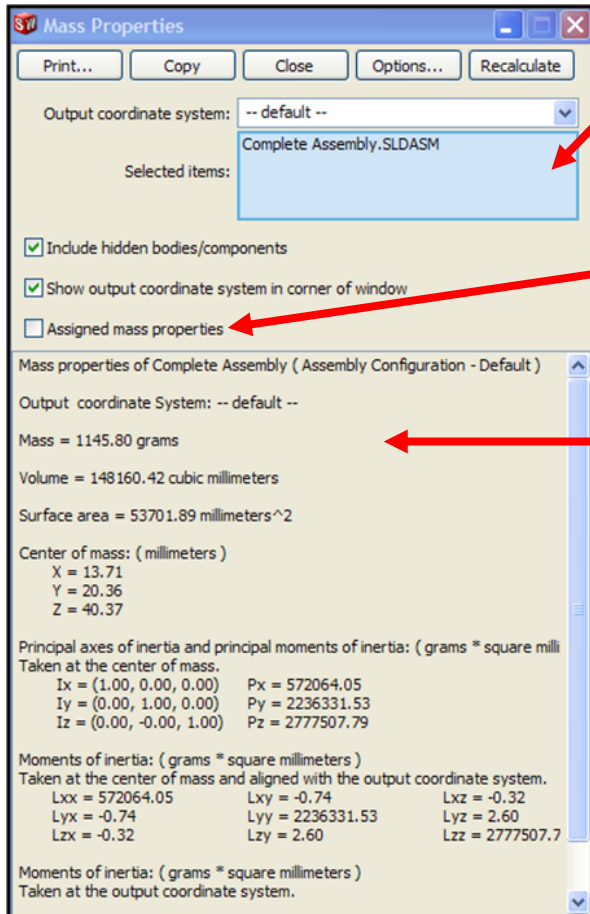 Mass Properties
Print... Copy Close Options... Recalculate
Output coordinate system: -- default --
Complete Assembly.SLDASM
Selected items:
Include hidden bodies/components
Show output coordinate system in corner of window
Assigned mass properties
Mass properties of Complete Assembly ( Assembly Configuration - Default )
Output coordinate System: -- default --
Mass = 1145.80 grams
Volume = 148160.42 cubic millimeters
Surface area = 53701.89 millimeters^2
Center of mass: ( millimeters )
X = 13.71
Y = 20.36
Z = 40.37
Principal axes of inertia and principal moments of inertia: ( grams * square milli
Taken at the center of mass.
Ix = (1.00, 0.00, 0.00) Px = 572064.05
Iy = (0.00, 1.00, 0.00) Py = 2236331.53
Iz = (0.00, -0.00, 1.00) Pz = 2777507.79
Moments of inertia: ( grams * square millimeters )
Taken at the center of mass and aligned with the output coordinate system.
Lxx = 572064.05 Lxy = -0.74 Lxz = -0.32
Lyx = -0.74 Lyy = 2236331.53 Lyz = 2.60
Lzx = -0.32 Lzy = 2.60 Lzz = 2777507.7
Moments of inertia: ( grams * square millimeters )
Taken at the output coordinate system.